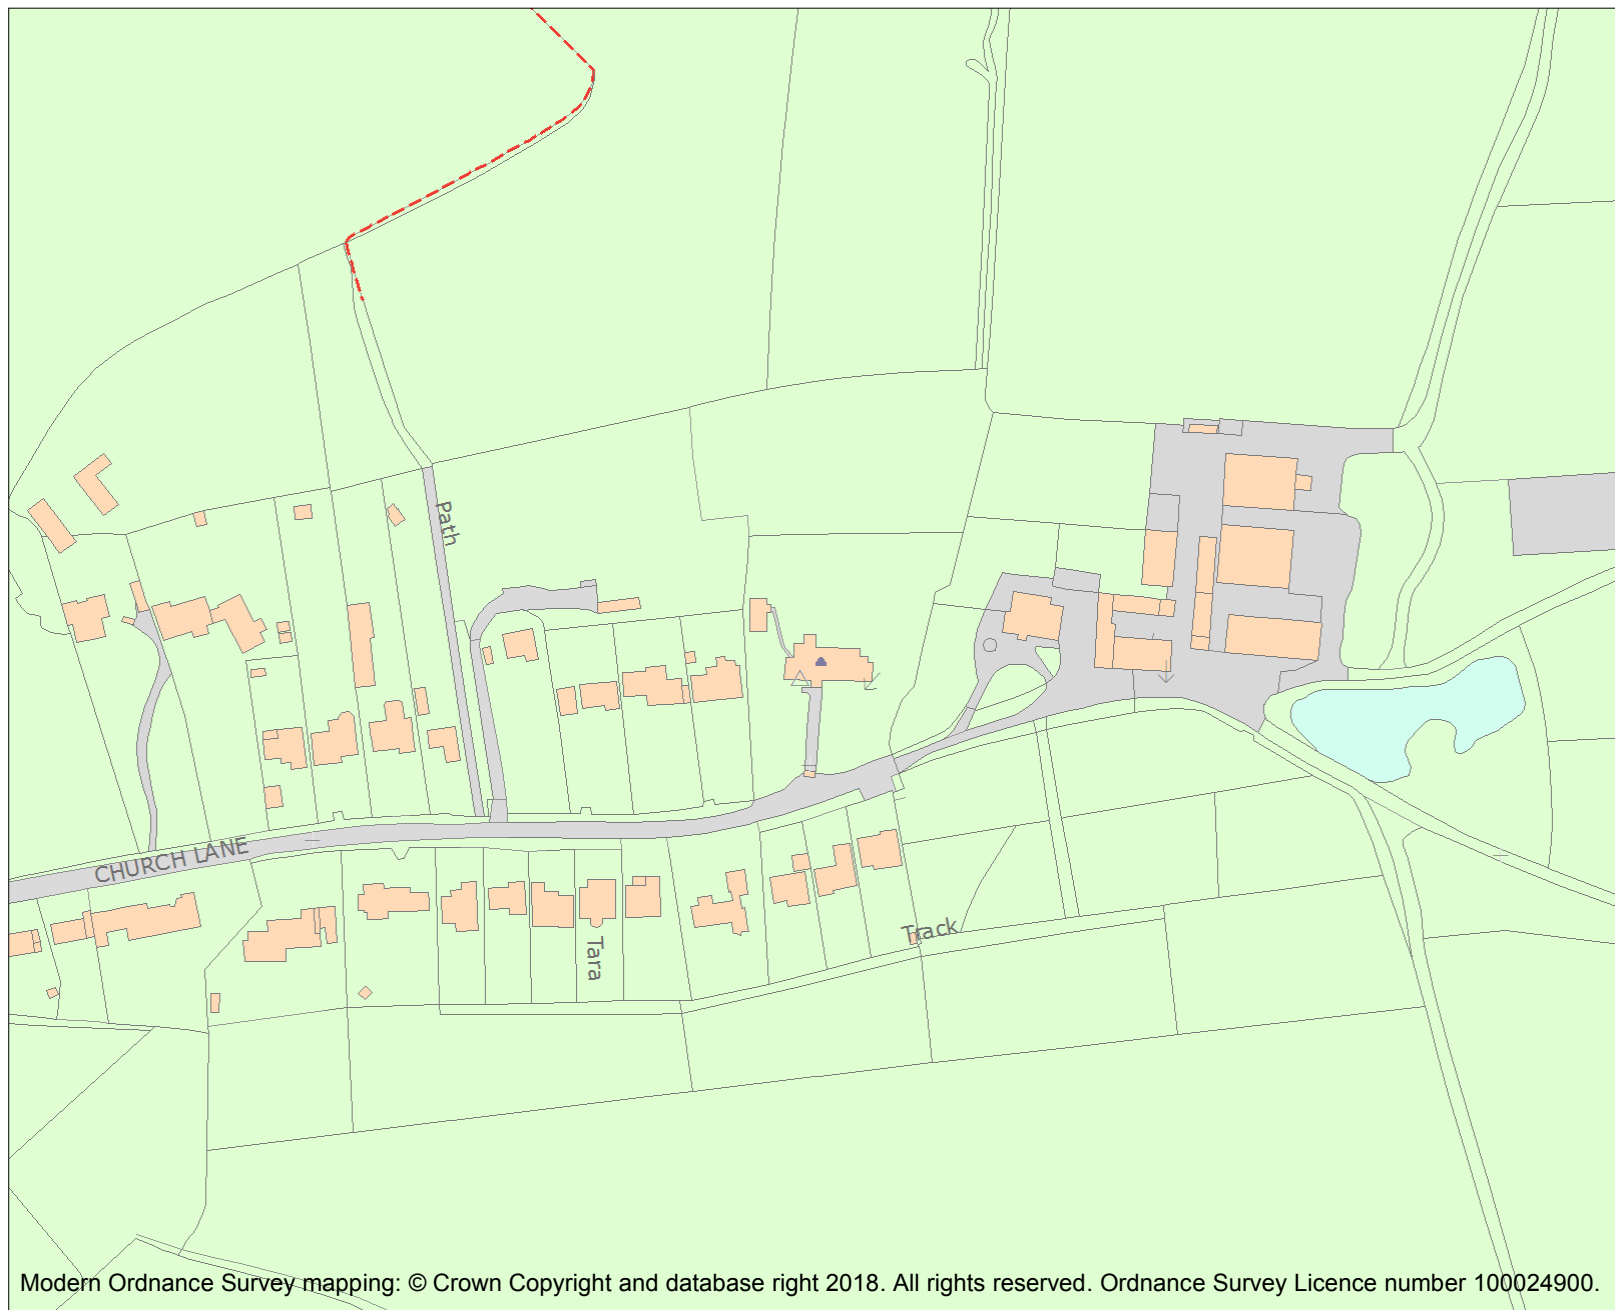 Path
CHURCH LANE
Track
Tara
Modern Ordnance Survey mapping: © Crown Copyright and database right 2018. All rights reserved. Ordnance Survey Licence number 100024900.